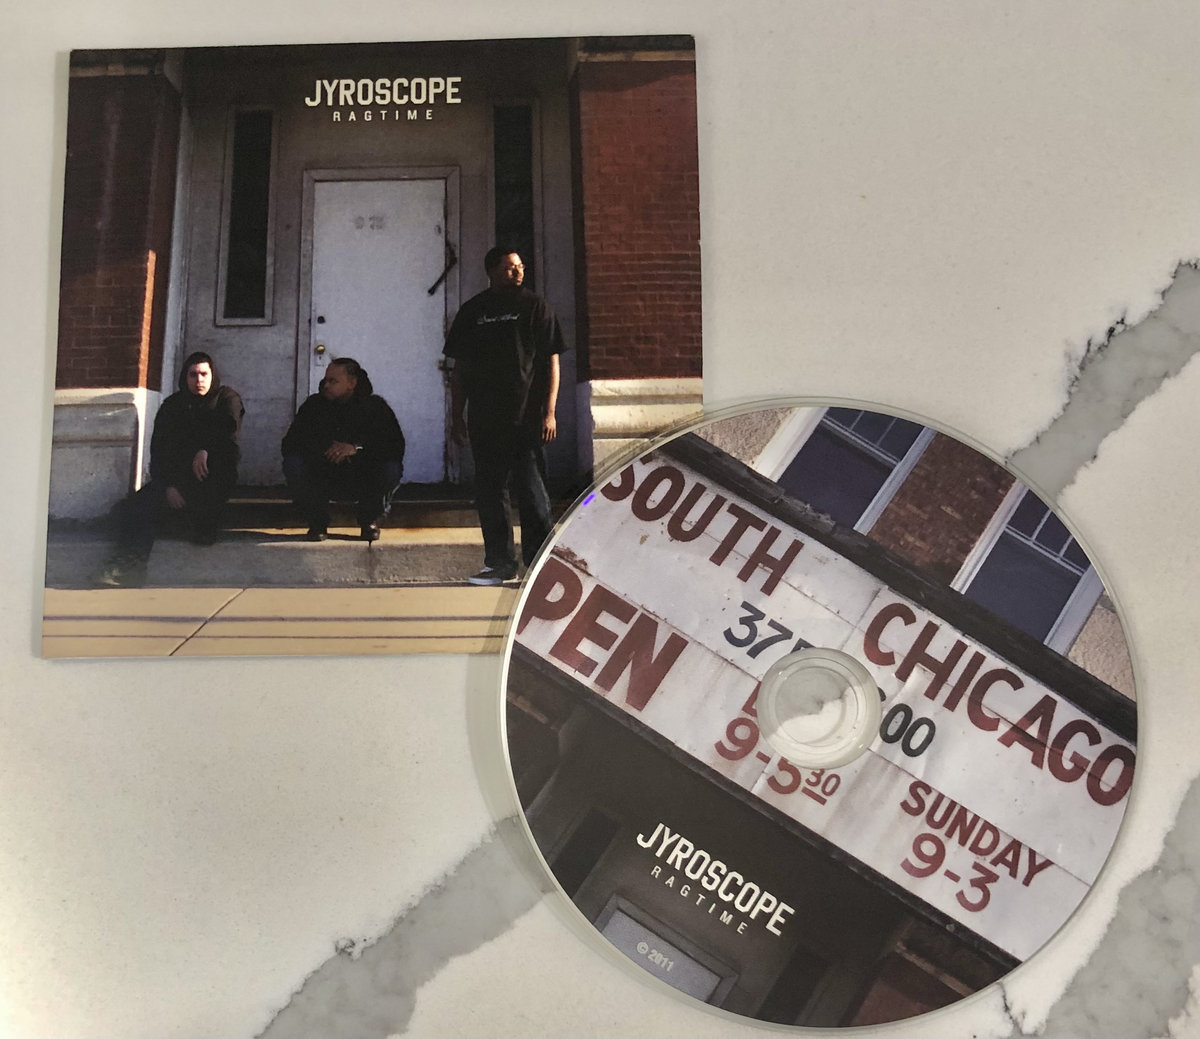 JYROSCOPE
RAGTIME
SOUTH CHICAGO
PEN
9-5 30
SUNDAY
9-3
JYROSCOPE
RAGTIME
© 2011